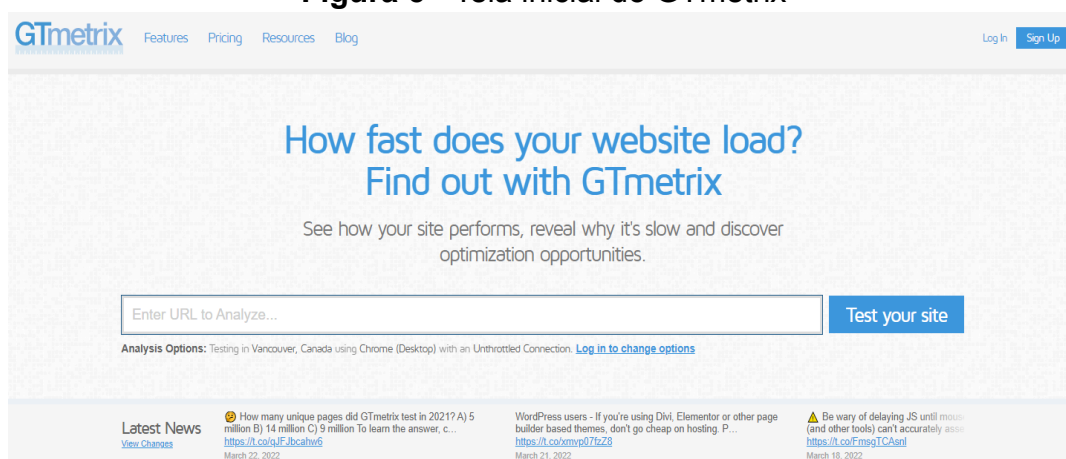 GTmetrix Features Pricing Resources Blog Log In Sign Up
How fast does your website load?
Find out with GTmetrix
See how your site performs, reveal why it's slow and discover
optimization opportunities.
Enter URL to Analyze... Test your site
Analysis Options: Testing in Vancouver, Canada using Chrome (Desktop) with an Unthrottled Connection. Log in to change options
Latest News
View Changes
🤔 How many unique pages did GTmetrix test in 2021? A) 5
million B) 14 million C) 9 million To learn the answer, c...
https://t.co/qJFJbcahw6
March 22, 2022
WordPress users - If you're using Divi, Elementor or other page
builder based themes, don't go cheap on hosting. P...
https://t.co/xmvp07fzZ8
March 21, 2022
⚠️ Be wary of delaying JS until
(and other tools) can't accurately
https://t.co/FmsgTCAsnI
March 18, 2022